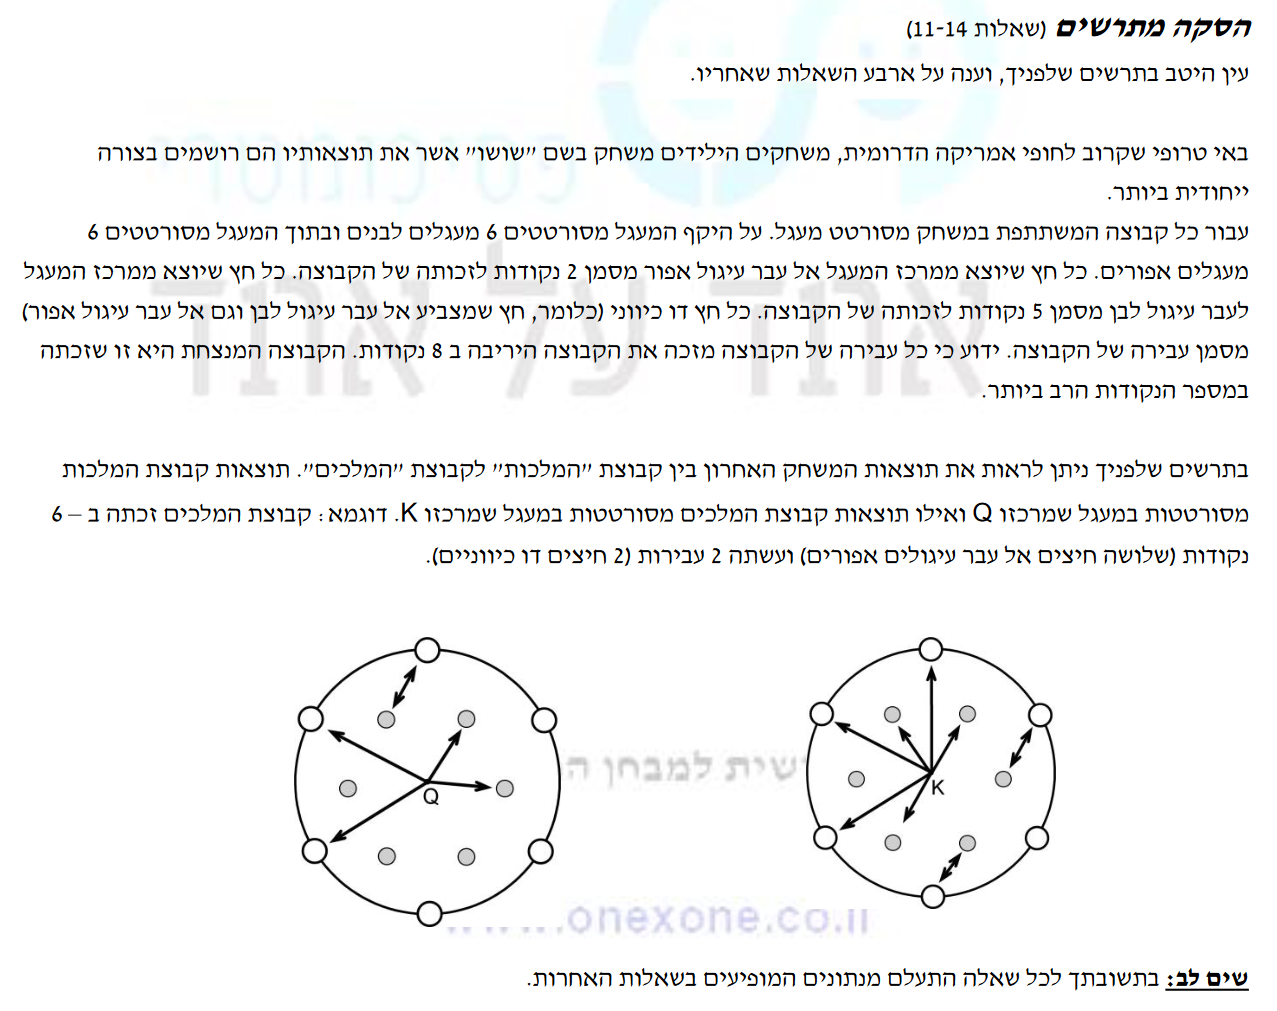 הסקה מתרשים (שאלות 11-14)
עין היטב בתרשים שלפניך, וענה על ארבע השאלות שאחריו.
באי טרופי שקרוב לחופי אמריקה הדרומית, משחקים הילידים משחק בשם "שושו" אשר את תוצאותיו הם רושמים בצורה
ייחודית ביותר.
עבור כל קבוצה המשתתפת במשחק מסורטט מעגל. על היקף המעגל מסורטטים 6 מעגלים לבנים ובתוך המעגל מסורטטים 6
מעגלים אפורים. כל חץ שיוצא ממרכז המעגל אל עבר עיגול אפור מסמן 2 נקודות לזכותה של הקבוצה. כל חץ שיוצא ממרכז המעגל
לעבר עיגול לבן מסמן 5 נקודות לזכותה של הקבוצה. כל חץ דו כיווני (כלומר, חץ שמצביע אל עבר עיגול לבן וגם אל עבר עיגול אפור)
מסמן עבירה של הקבוצה. ידוע כי כל עבירה של הקבוצה מזכה את הקבוצה היריבה ב 8 נקודות. הקבוצה המנצחת היא זו שזכתה
במספר הנקודות הרב ביותר.
בתרשים שלפניך ניתן לראות את תוצאות המשחק האחרון בין קבוצת "המלכות" לקבוצת "המלכים". תוצאות קבוצת המלכות
מסורטטות במעגל שמרכזו Q ואילו תוצאות קבוצת המלכים מסורטטות במעגל שמרכזו K. דוגמא: קבוצת המלכים זכתה ב – 6
נקודות (שלושה חיצים אל עבר עיגולים אפורים) ועשתה 2 עבירות (2 חיצים דו כיווניים).
Q
K
שים לב: בתשובתך לכל שאלה התעלם מנתונים המופיעים בשאלות האחרות.
פסיכומטרי
אחד על אחד
www.onexone.co.il